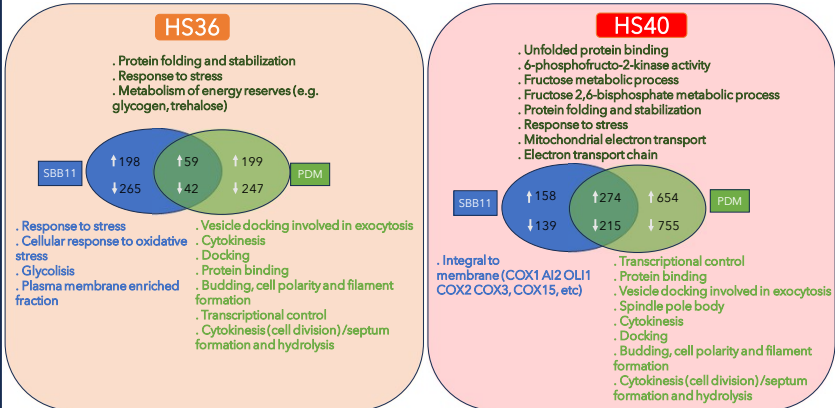 HS36
. Protein folding and stabilization
. Response to stress
. Metabolism of energy reserves (e.g.
glycogen, trehalose)
SBB11
↑ 198
↑ 59
↑ 199
↓ 265
↓ 42
↓ 247
PDM
. Response to stress
. Cellular response to oxidative
stress
. Glycolisis
. Plasma membrane enriched
fraction
. Vesicle docking involved in exocytosis
. Cytokinesis
. Docking
. Protein binding
. Budding, cell polarity and filament
formation
. Transcriptional control
. Cytokinesis (cell division) /septum
formation and hydrolysis
HS40
. Unfolded protein binding
. 6-phosphofructo-2-kinase activity
. Fructose metabolic process
. Fructose 2,6-bisphosphate metabolic process
. Protein folding and stabilization
. Response to stress
. Mitochondrial electron transport
. Electron transport chain
SBB11
↑ 158
↑ 274
↑ 654
↓ 139
↓ 215
↓ 755
PDM
. Integral to
membrane (COX1 AI2 OLI1
COX2 COX3, COX15, etc)
. Transcriptional control
. Protein binding
. Vesicle docking involved in exocytosis
. Spindle pole body
. Cytokinesis
. Docking
. Budding, cell polarity and filament
formation
. Cytokinesis (cell division) /septum
formation and hydrolysis